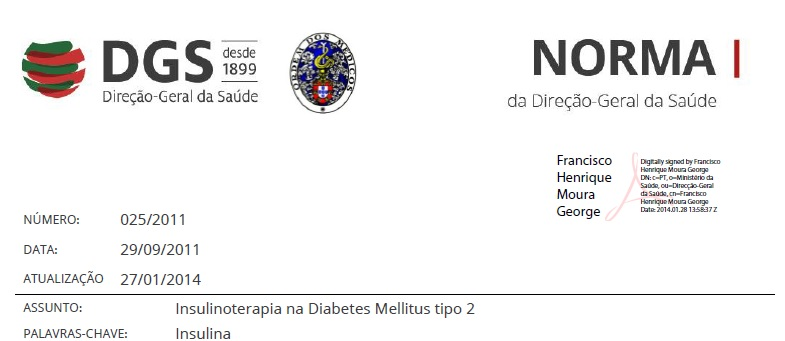 DGS desde 1899
Direção-Geral da Saúde
ORDEM DOS MEDICOS
NORMA
da Direção-Geral da Saúde
Francisco
Henrique
Moura
George
Digitally signed by Francisco
Henrique Moura George
DN: c=PT, o=Ministério da
Saúde, ou=Direcção-Geral
da Saúde, cn=Francisco
Henrique Moura George
Date: 2014.01.28 13:58:37 Z
NÚMERO: 025/2011
DATA: 29/09/2011
ATUALIZAÇÃO 27/01/2014
ASSUNTO: Insulinoterapia na Diabetes Mellitus tipo 2
PALAVRAS-CHAVE: Insulina